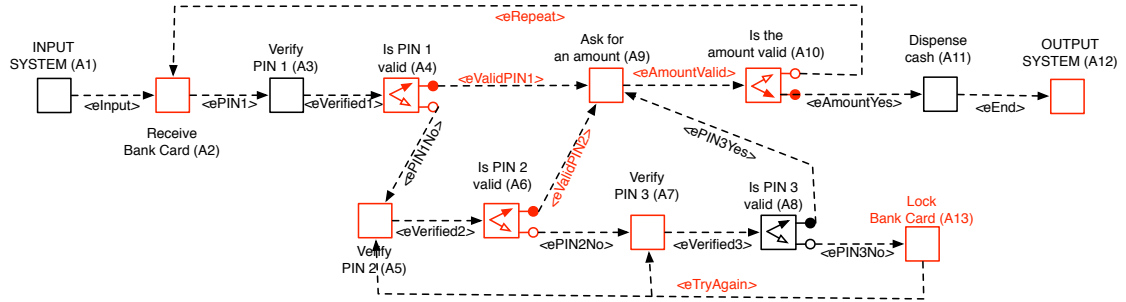 <eRepeat>
INPUT
SYSTEM (A1)
Verify
PIN 1 (A3)
Is PIN 1
valid (A4)
Ask for
an amount (A9)
Is the
amount valid (A10)
Dispense
cash (A11)
OUTPUT
SYSTEM (A12)
<eInput>
<ePIN1>
<eVerified1>
<eValidPIN1>
<eAmountValid>
<eAmountYes>
<eEnd>
Receive
Bank Card (A2)
<ePIN1No>
<eValidPIN2>
<ePIN3Yes>
Is PIN 2
valid (A6)
Verify
PIN 3 (A7)
Is PIN 3
valid (A8)
Lock
Bank Card (A13)
<eVerified2>
<ePIN2No>
<eVerified3>
<ePIN3No>
Verify
PIN 2 (A5)
<eTryAgain>